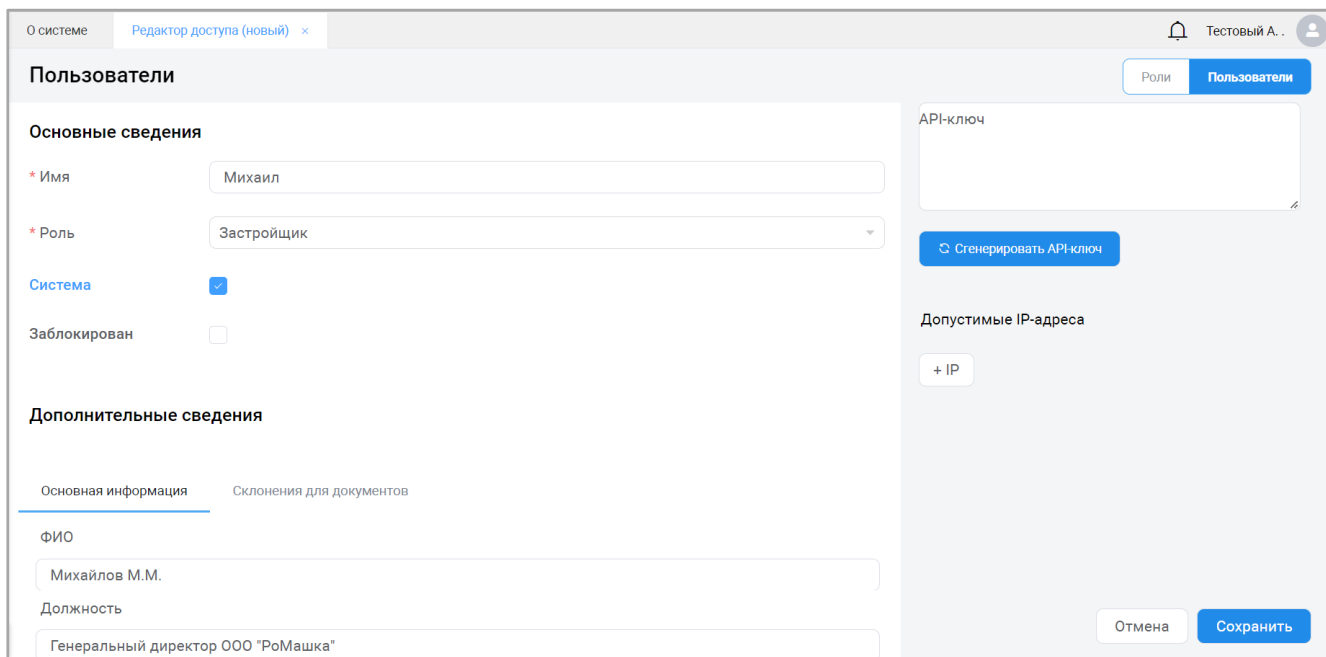 О системе
Редактор доступа (новый) ×
Тестовый А. .
Пользователи
Роли
Пользователи
Основные сведения
* Имя
Михаил
* Роль
Застройщик
Система
Заблокирован
Дополнительные сведения
Основная информация
Склонения для документов
ФИО
Михайлов М.М.
Должность
Генеральный директор ООО "РоМашка"
API-ключ
Сгенерировать API-ключ
Допустимые IP-адреса
+ IP
Отмена
Сохранить